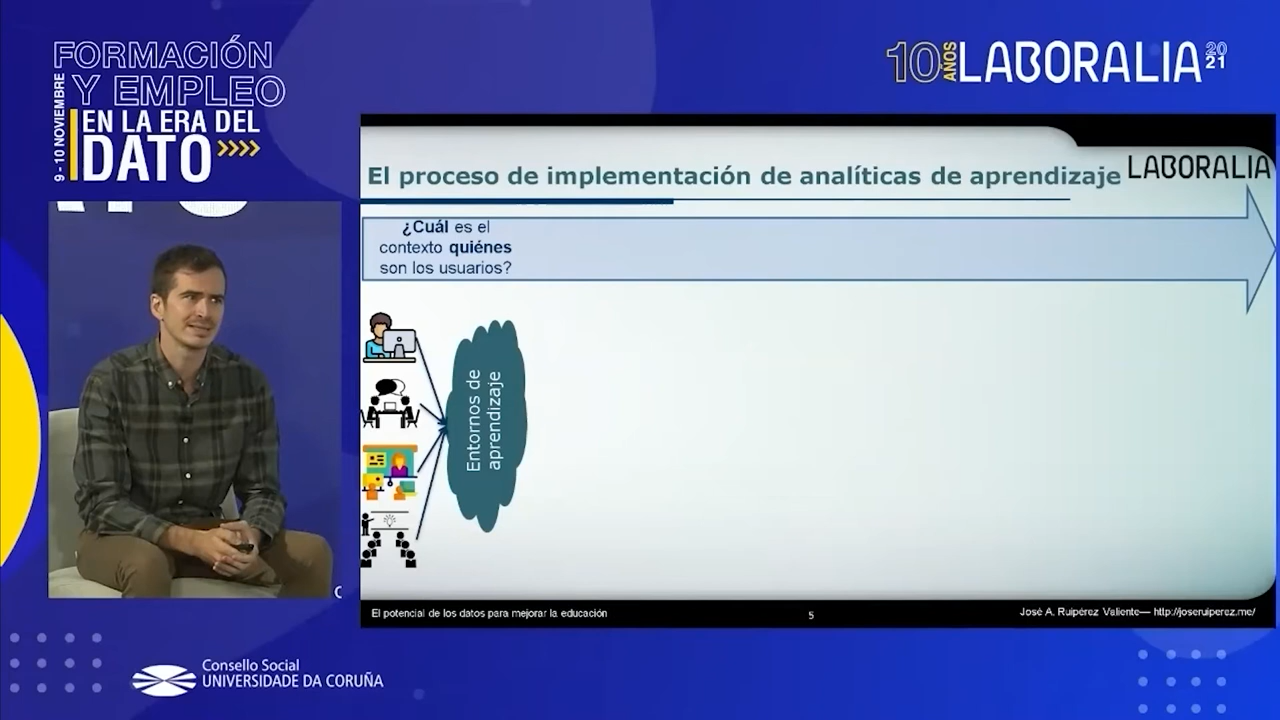 FORMACIÓN
Y EMPLEO
EN LA ERA DEL
DATO
9 - 10 NOVIEMBRE
10 AÑOS LABORALIA 20 21
El proceso de implementación de analíticas de aprendizaje
LABORALIA
¿Cuál es el
contexto quiénes
son los usuarios?
Entornos de
aprendizaje
El potencial de los datos para mejorar la educación
5
José A. Ruipérez Valiente— http://joseruiperez.me/
Consello Social
UNIVERSIDADE DA CORUÑA